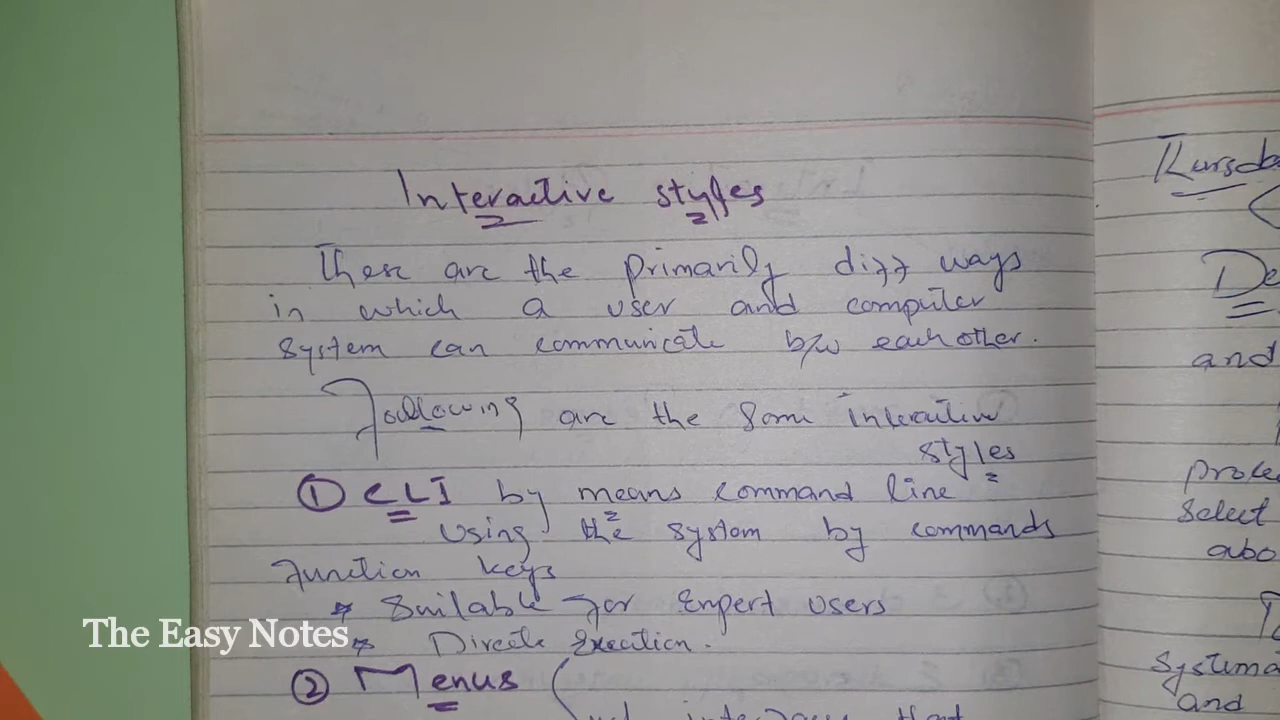 Interactive styles
These are the primarily diff ways
in which a user and computer
System can communicate b/w each other.
Following are the some interactive
styles
① CLI by means command line
using the system by commands
function keys
* Suitable for Expert users
* Direct Execution.
② Menus
interface that
The Easy Notes
and
Select
and